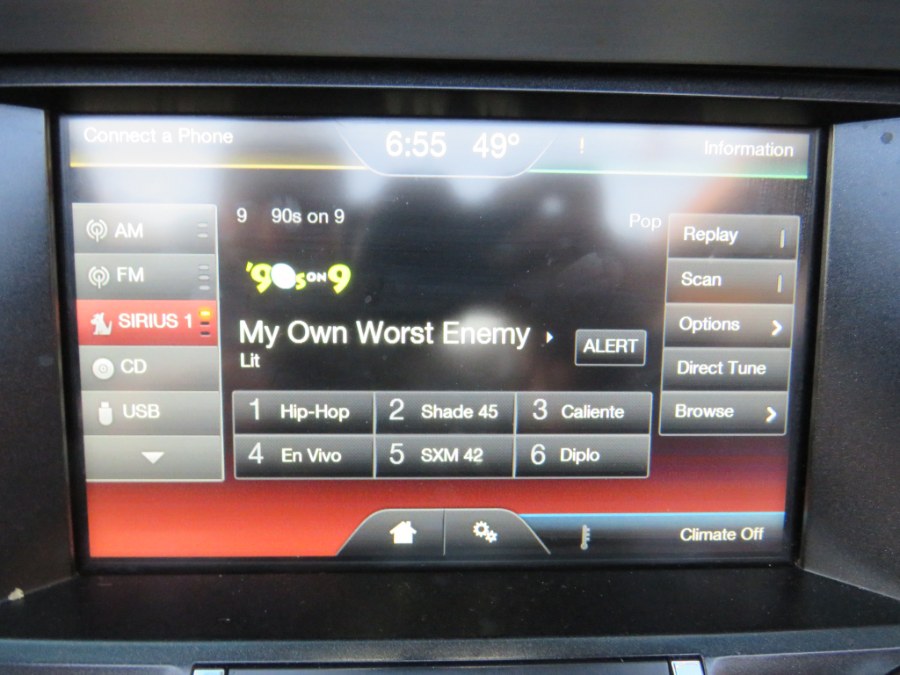 Connect a Phone 6:55 49° ! Information
9 90s on 9 Pop
AM
FM
SIRIUS 1
CD
USB
'90s ON 9
My Own Worst Enemy
Lit
ALERT
1 Hip-Hop 2 Shade 45 3 Caliente
4 En Vivo 5 SXM 42 6 Diplo
Replay
Scan
Options
Direct Tune
Browse
Climate Off